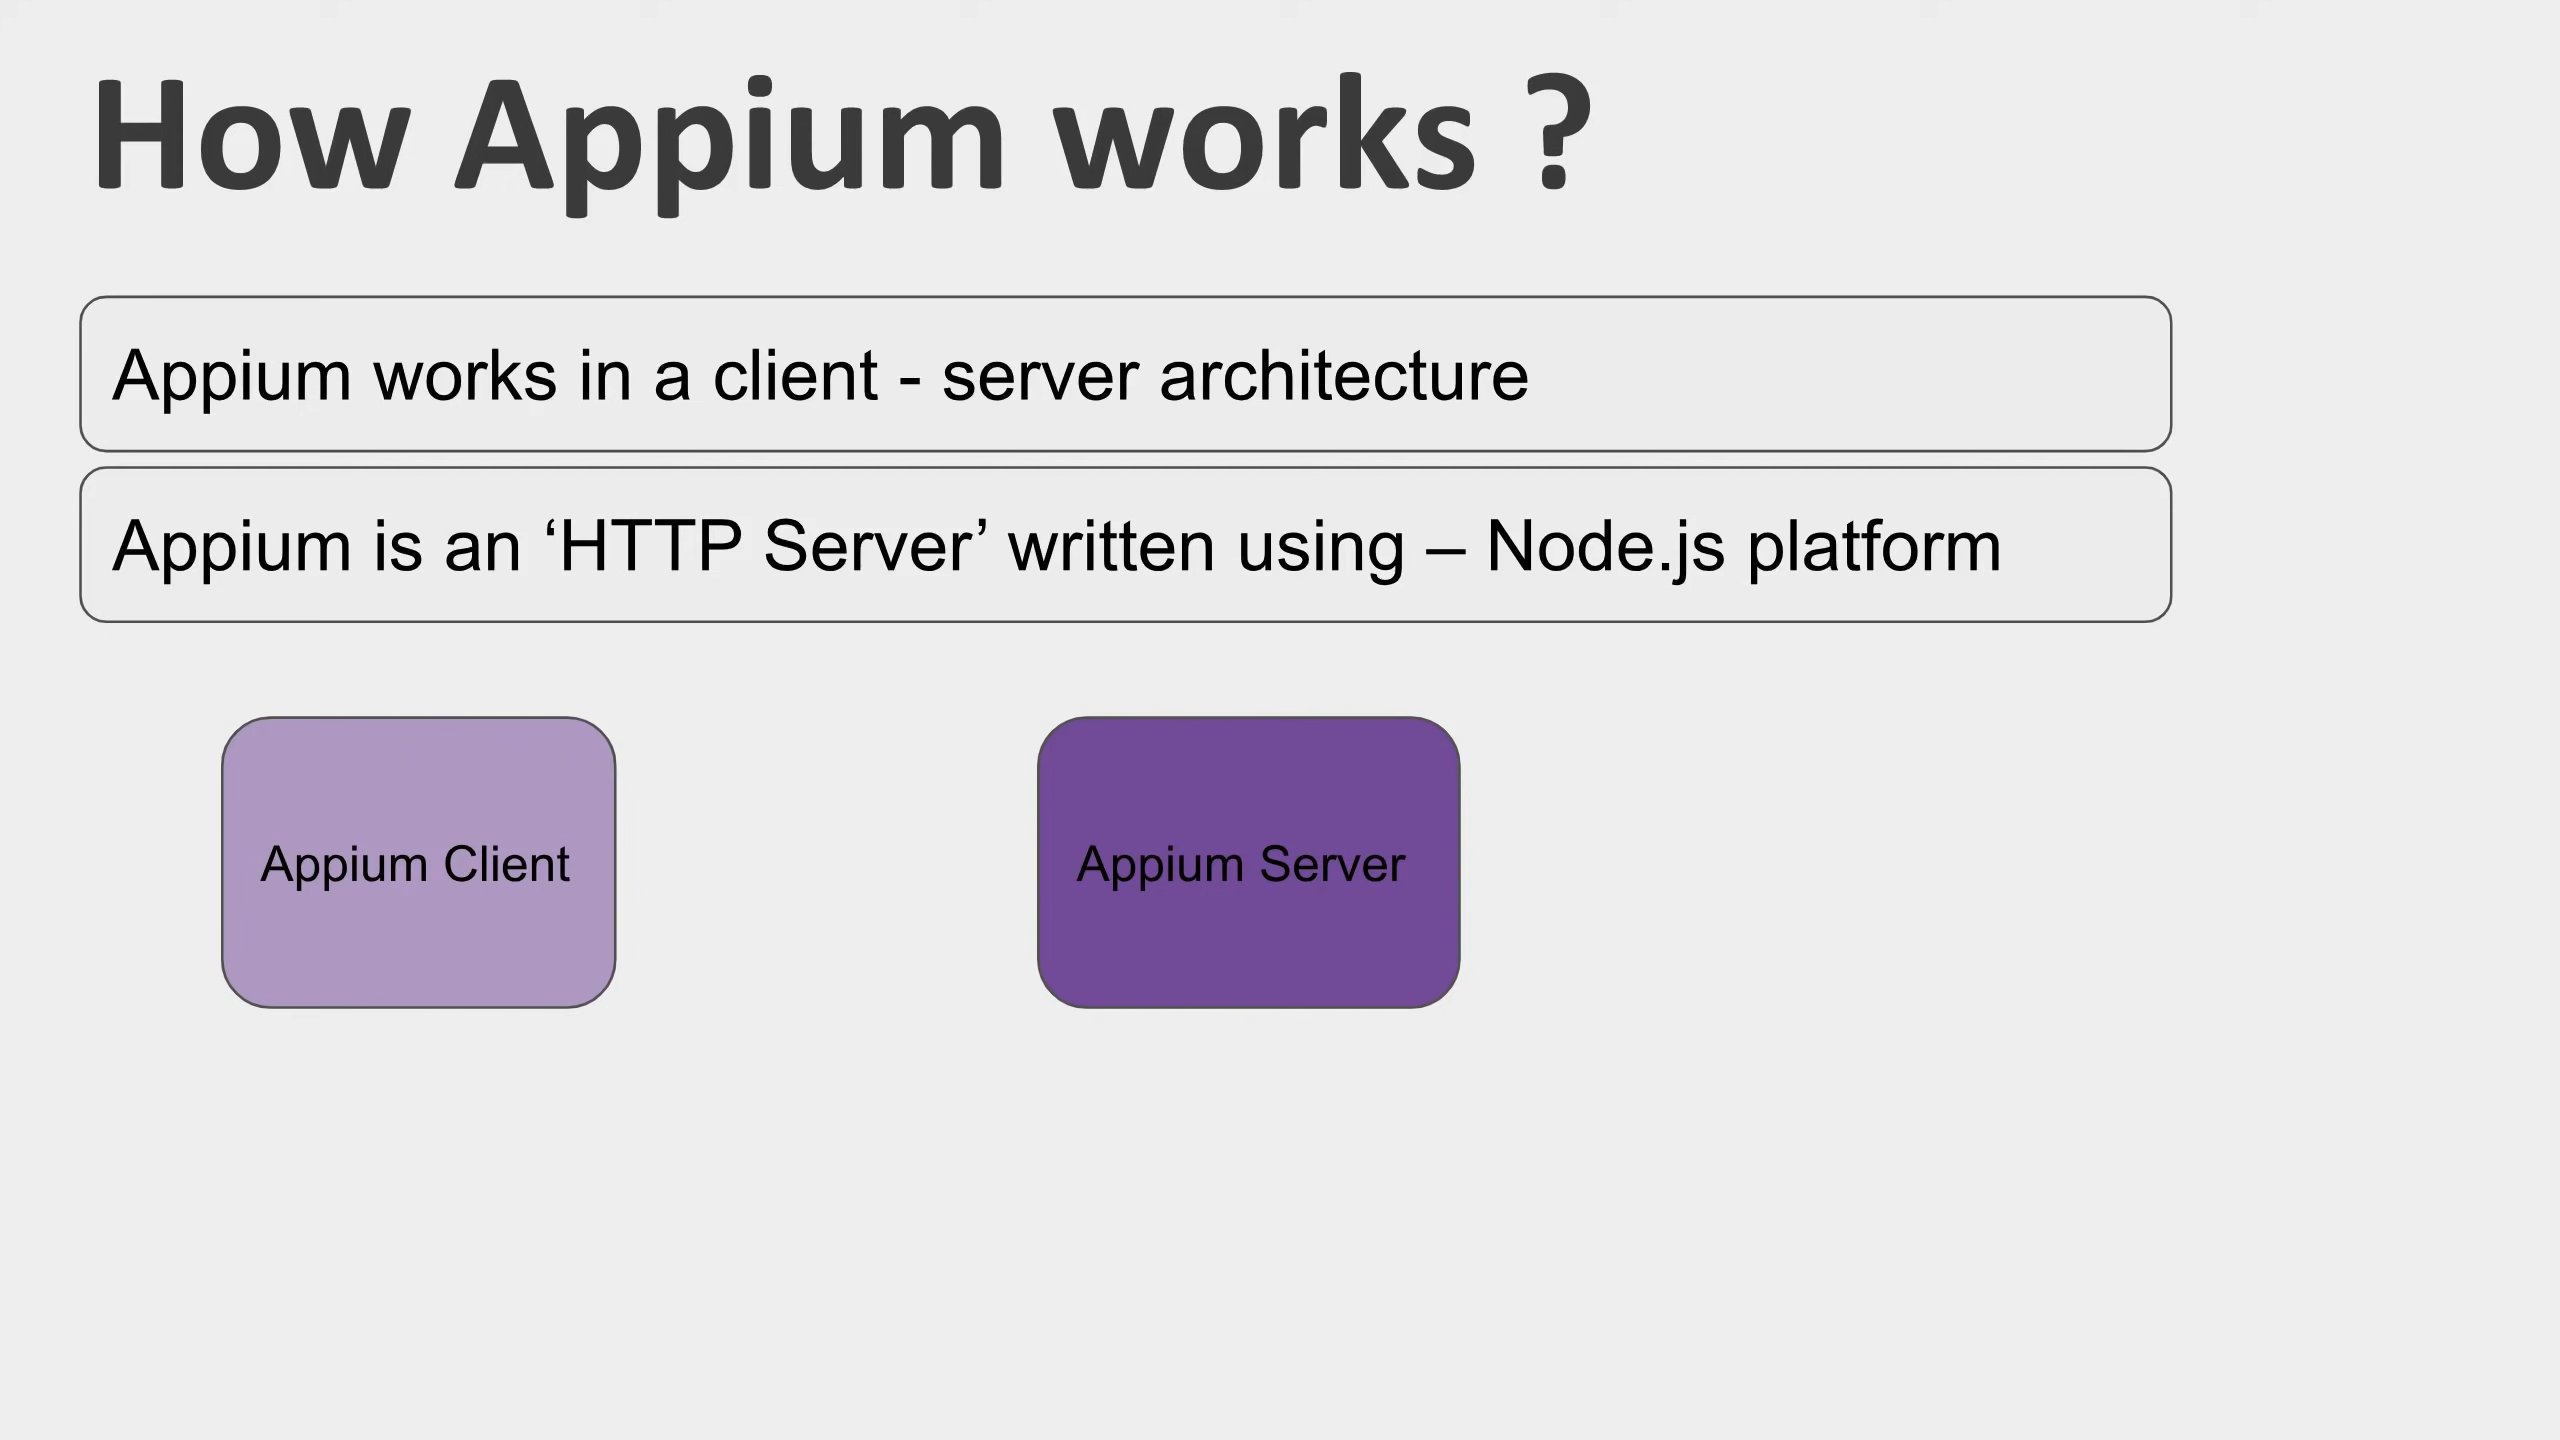 How Appium works ?
Appium works in a client - server architecture
Appium is an ‘HTTP Server’ written using – Node.js platform
Appium Client
Appium Server